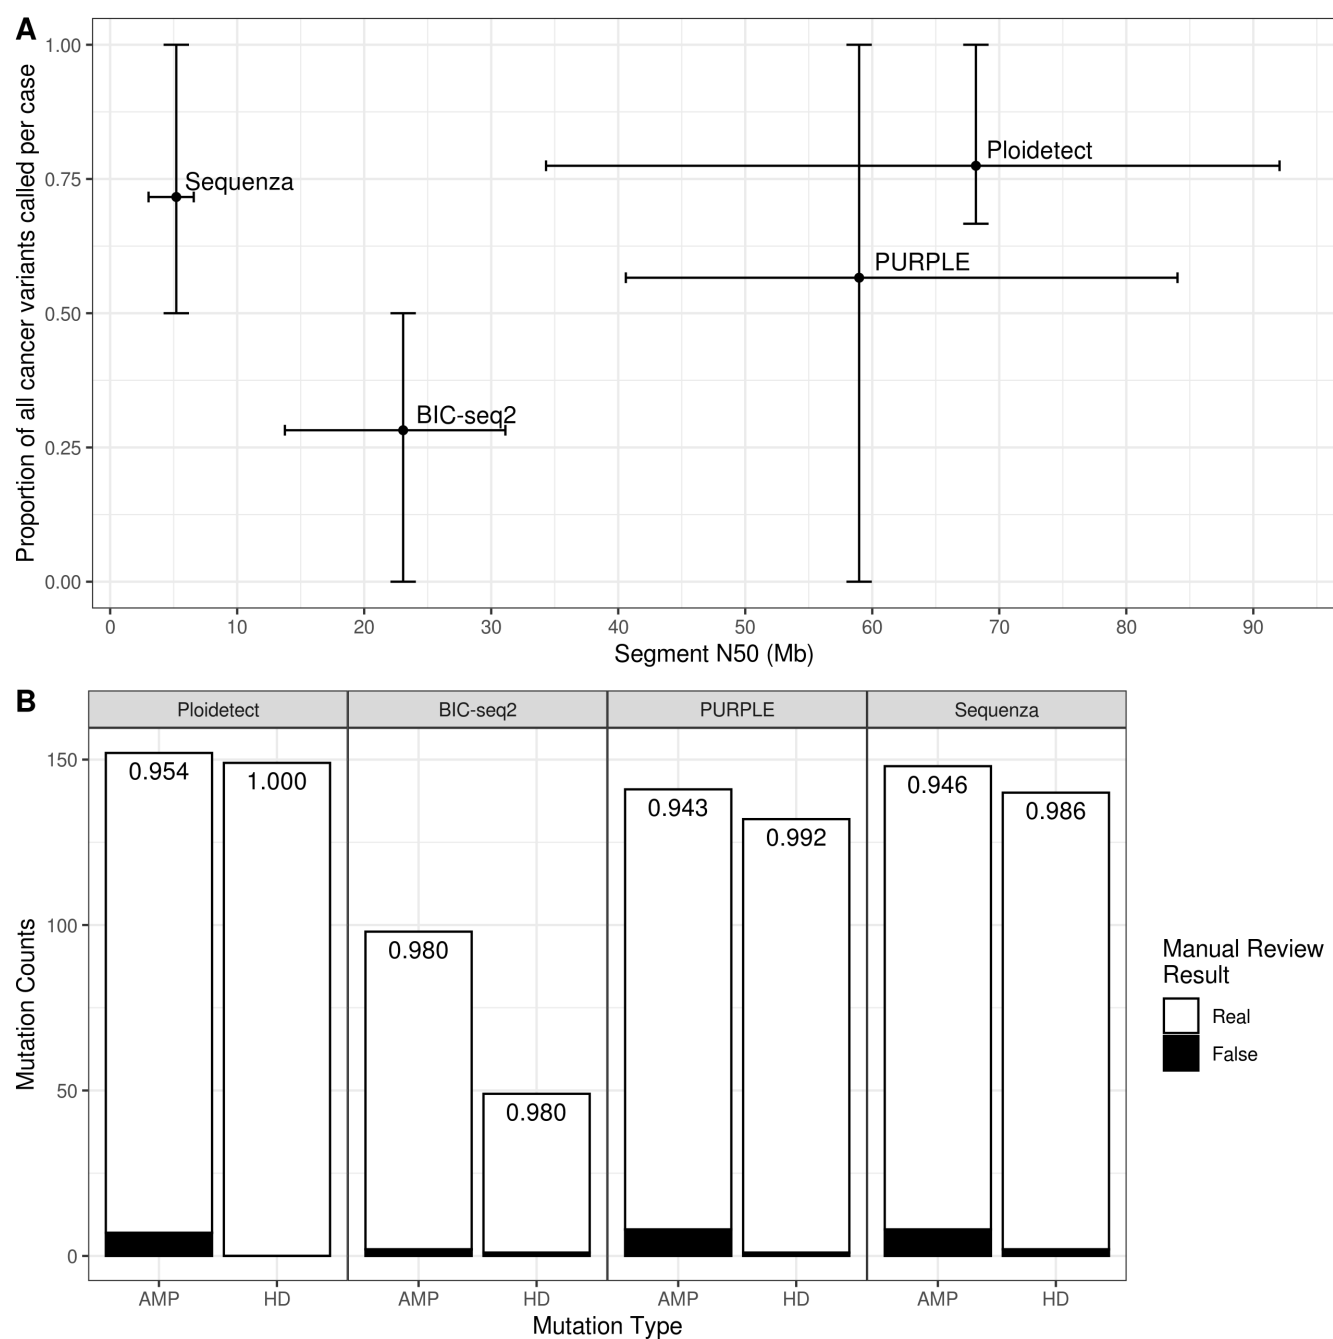 A
Proportion of all cancer variants called per case
1.00
0.75
0.50
0.25
0.00
Sequenza
BIC-seq2
PURPLE
Ploidetect
0 10 20 30 40 50 60 70 80 90
Segment N50 (Mb)
B
Ploidetect BIC-seq2 PURPLE Sequenza
Mutation Counts
150
100
50
0
0.954 1.000 0.980 0.980 0.943 0.992 0.946 0.986
AMP HD AMP HD AMP HD AMP HD
Mutation Type
Manual Review
Result
Real
False